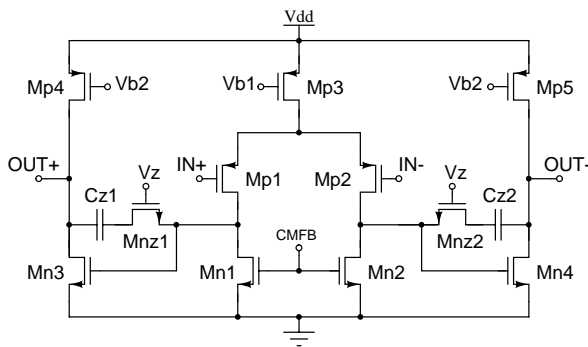 Vdd
Mp4
Vb2
Vb1
Mp3
Vb2
Mp5
OUT+
IN+
Mp1
Mp2
IN-
OUT-
Cz1
Vz
Vz
Cz2
Mnz1
Mnz2
CMFB
Mn3
Mn1
Mn2
Mn4